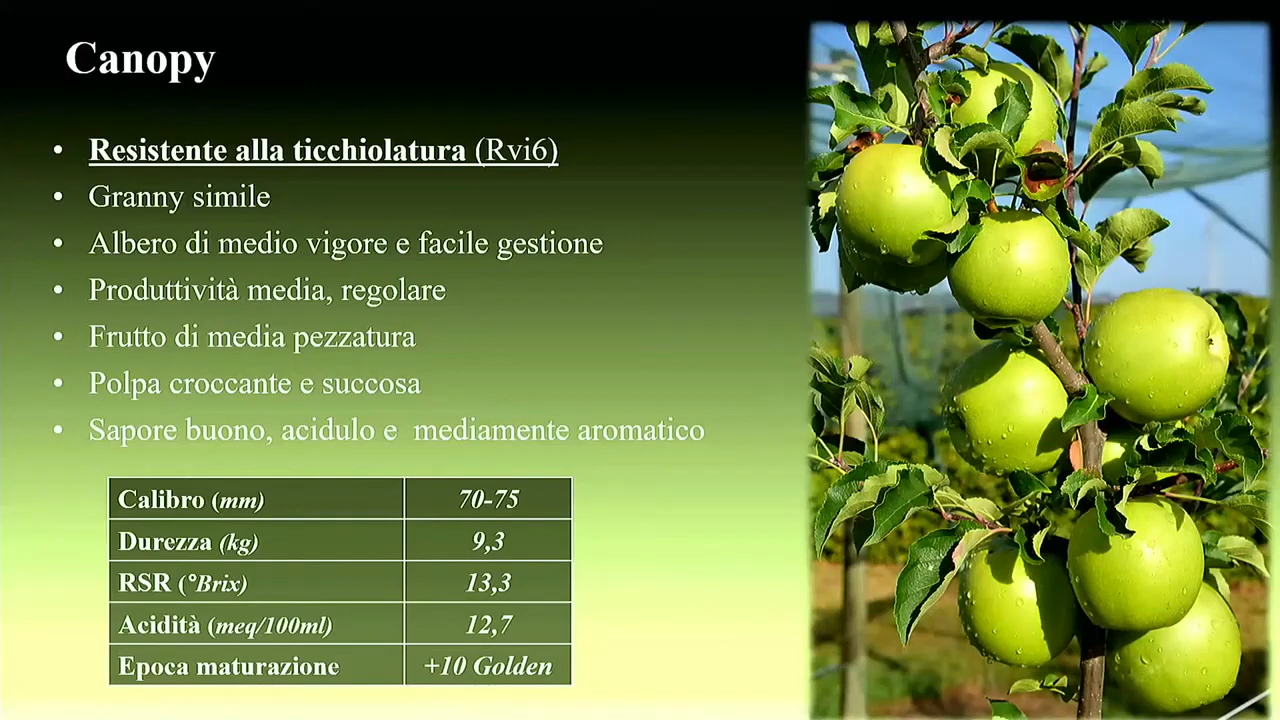 Canopy
• Resistente alla ticchiolatura (Rvi6)
• Granny simile
• Albero di medio vigore e facile gestione
• Produttività media, regolare
• Frutto di media pezzatura
• Polpa croccante e succosa
• Sapore buono, acidulo e mediamente aromatico
Calibro (mm) 70-75
Durezza (kg) 9,3
RSR (°Brix) 13,3
Acidità (meq/100ml) 12,7
Epoca maturazione +10 Golden